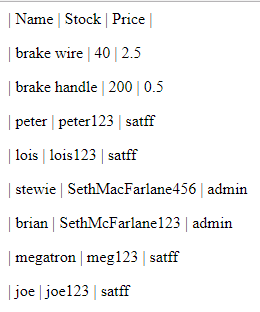 | Name | Stock | Price |
| brake wire | 40 | 2.5
| brake handle | 200 | 0.5
| peter | peter123 | satff
| lois | lois123 | satff
| stewie | SethMacFarlane456 | admin
| brian | SethMcFarlane123 | admin
| megatron | meg123 | satff
| joe | joe123 | satff